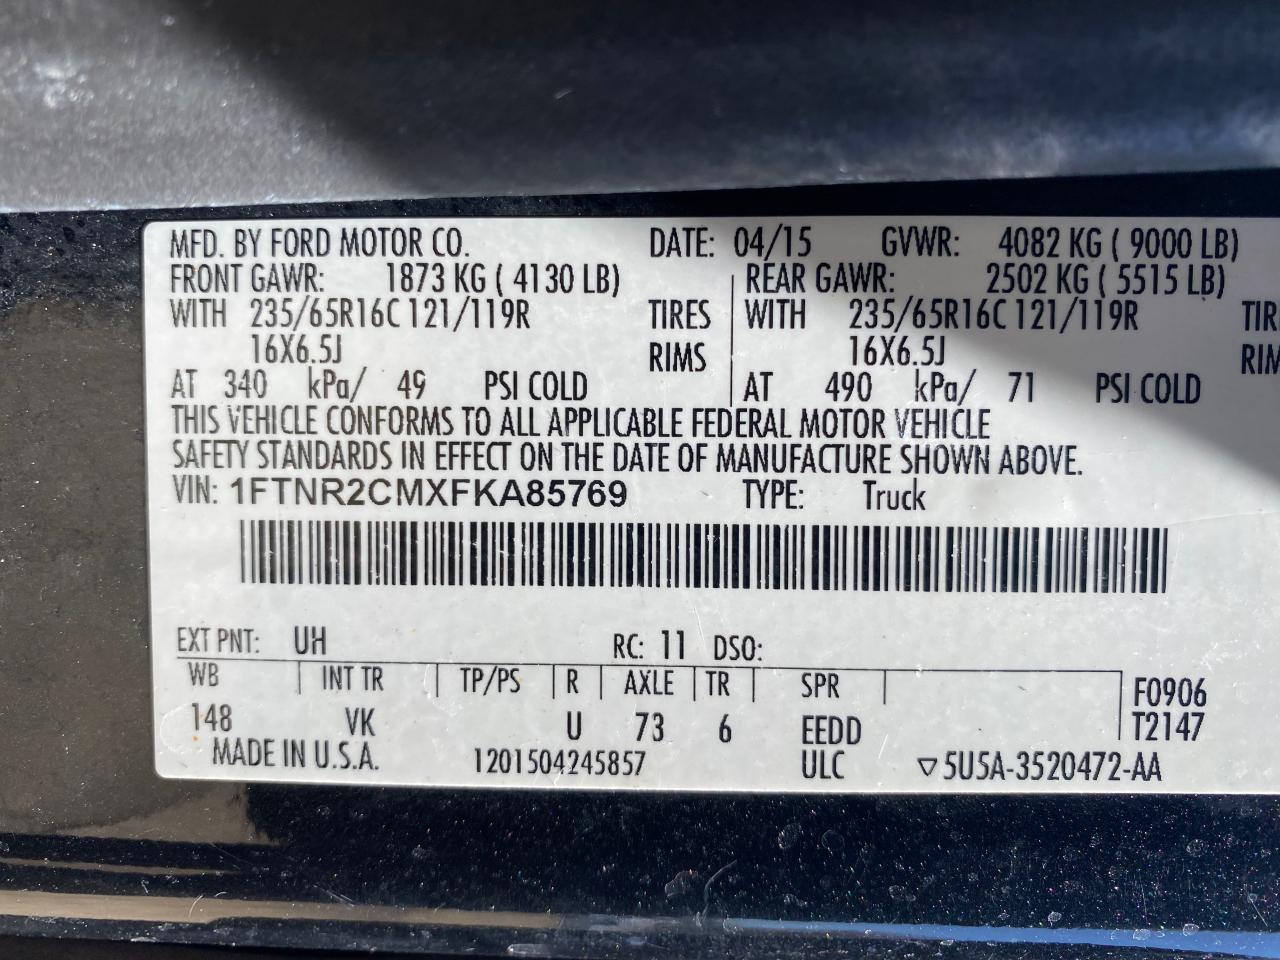 MFD. BY FORD MOTOR CO. DATE: 04/15 GVWR: 4082 KG ( 9000 LB)
FRONT GAWR: 1873 KG ( 4130 LB) REAR GAWR: 2502 KG ( 5515 LB)
WITH 235/65R16C 121/119R TIRES WITH 235/65R16C 121/119R TIR
16X6.5J RIMS 16X6.5J RIM
AT 340 kPa/ 49 PSI COLD AT 490 kPa/ 71 PSI COLD
THIS VEHICLE CONFORMS TO ALL APPLICABLE FEDERAL MOTOR VEHICLE
SAFETY STANDARDS IN EFFECT ON THE DATE OF MANUFACTURE SHOWN ABOVE.
VIN: 1FTNR2CMXFKA85769 TYPE: Truck
EXT PNT: UH RC: 11 DSO:
WB INT TR TP/PS R AXLE TR SPR F0906
148 VK U 73 6 EEDD T2147
MADE IN U.S.A. 1201504245857 ULC ▽5U5A-3520472-AA